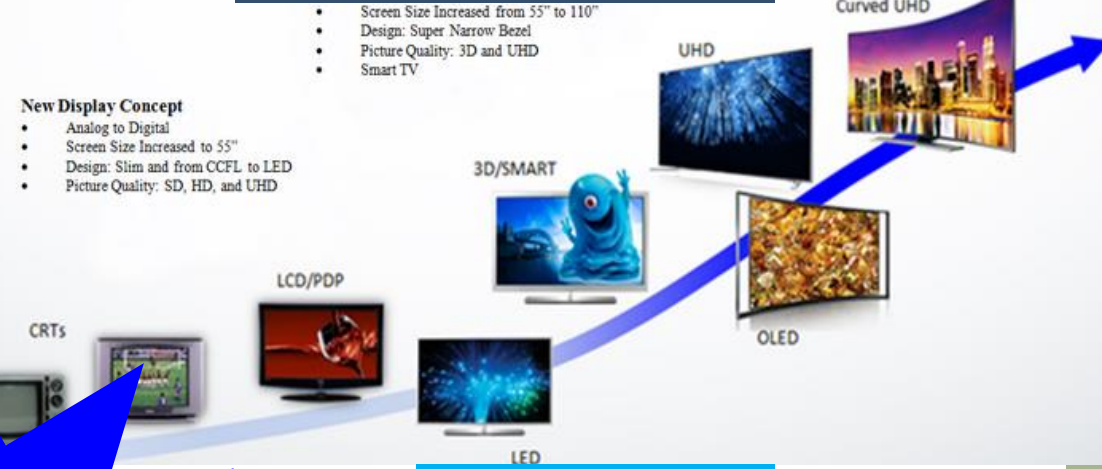 Screen Size Increased from 55” to 110”
Design: Super Narrow Bezel
Picture Quality: 3D and UHD
Smart TV
Curved UHD
UHD
New Display Concept
Analog to Digital
Screen Size Increased to 55”
Design: Slim and from CCFL to LED
Picture Quality: SD, HD, and UHD
3D/SMART
LCD/PDP
CRTs
OLED
LED